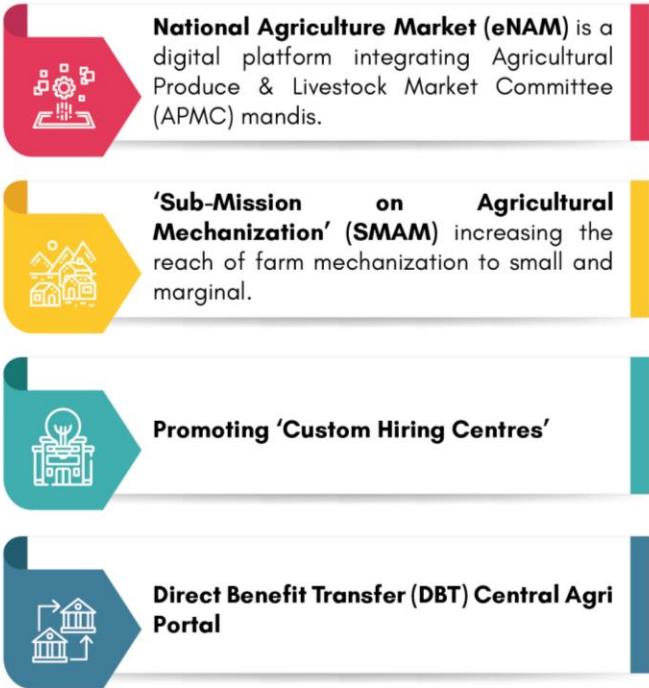 National Agriculture Market (eNAM) is a
digital platform integrating Agricultural
Produce & Livestock Market Committee
(APMC) mandis.
‘Sub-Mission on Agricultural
Mechanization’ (SMAM) increasing the
reach of farm mechanization to small and
marginal.
Promoting ‘Custom Hiring Centres’
Direct Benefit Transfer (DBT) Central Agri
Portal